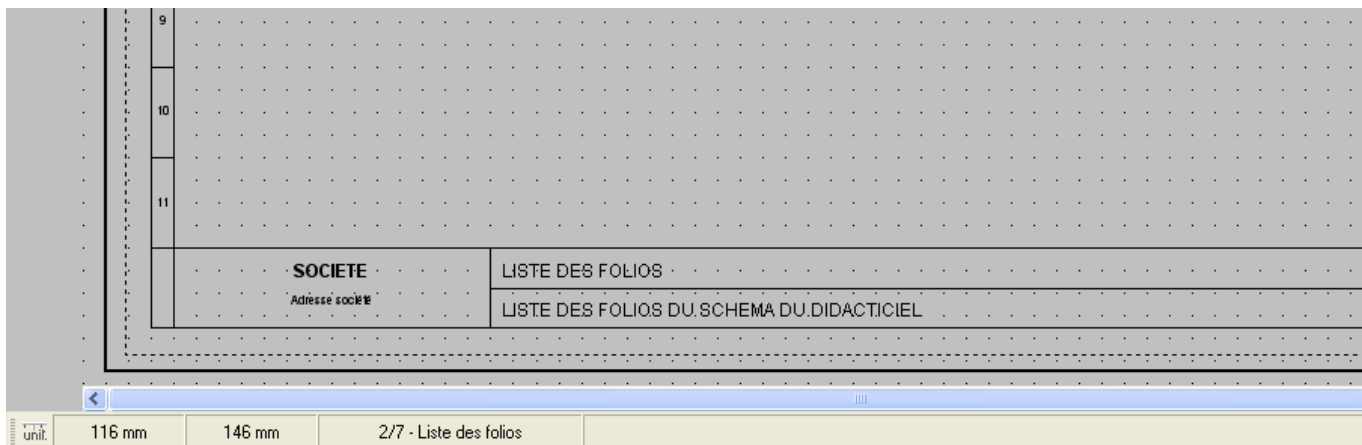 9
10
11
SOCIETE
Adresse société
LISTE DES FOLIOS
LISTE DES FOLIOS DU SCHEMA DU DIDACTICIEL
unit. 116 mm 146 mm 2/7 - Liste des folios